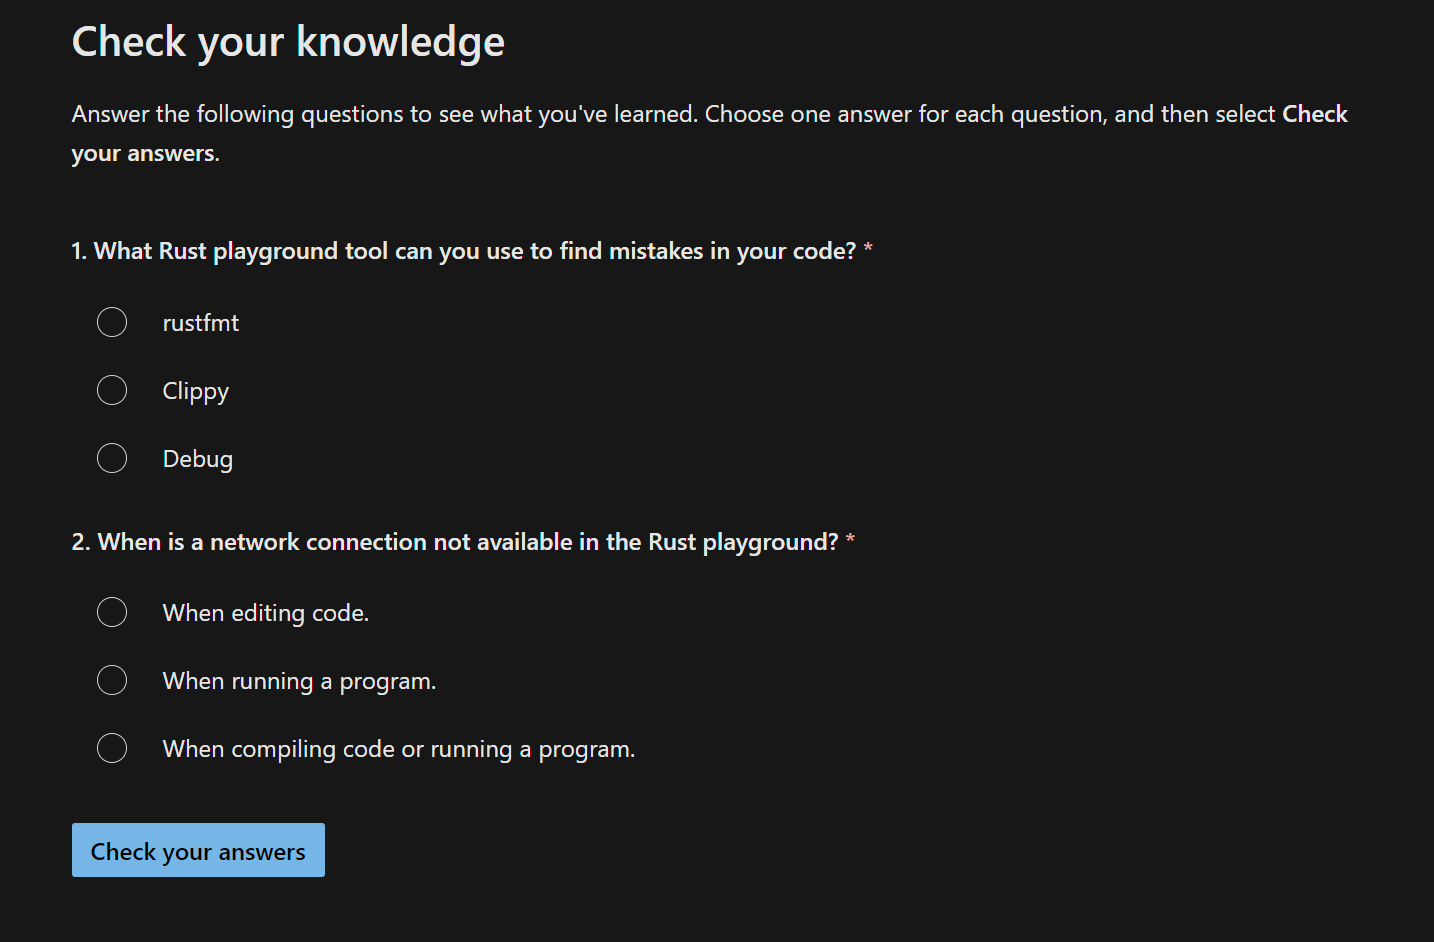 Check your knowledge
Answer the following questions to see what you've learned. Choose one answer for each question, and then select Check
your answers.
1. What Rust playground tool can you use to find mistakes in your code? *
rustfmt
Clippy
Debug
2. When is a network connection not available in the Rust playground? *
When editing code.
When running a program.
When compiling code or running a program.
Check your answers